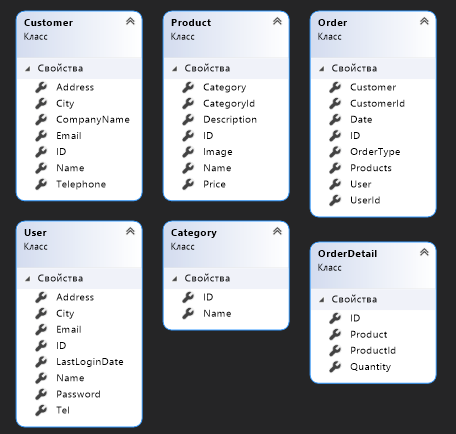 Customer
Класс
Свойства
Address
City
CompanyName
Email
ID
Name
Telephone
Product
Класс
Свойства
Category
CategoryId
Description
ID
Image
Name
Price
Order
Класс
Свойства
Customer
CustomerId
Date
ID
OrderType
Products
User
UserId
User
Класс
Свойства
Address
City
Email
ID
LastLoginDate
Name
Password
Tel
Category
Класс
Свойства
ID
Name
OrderDetail
Класс
Свойства
ID
Product
ProductId
Quantity